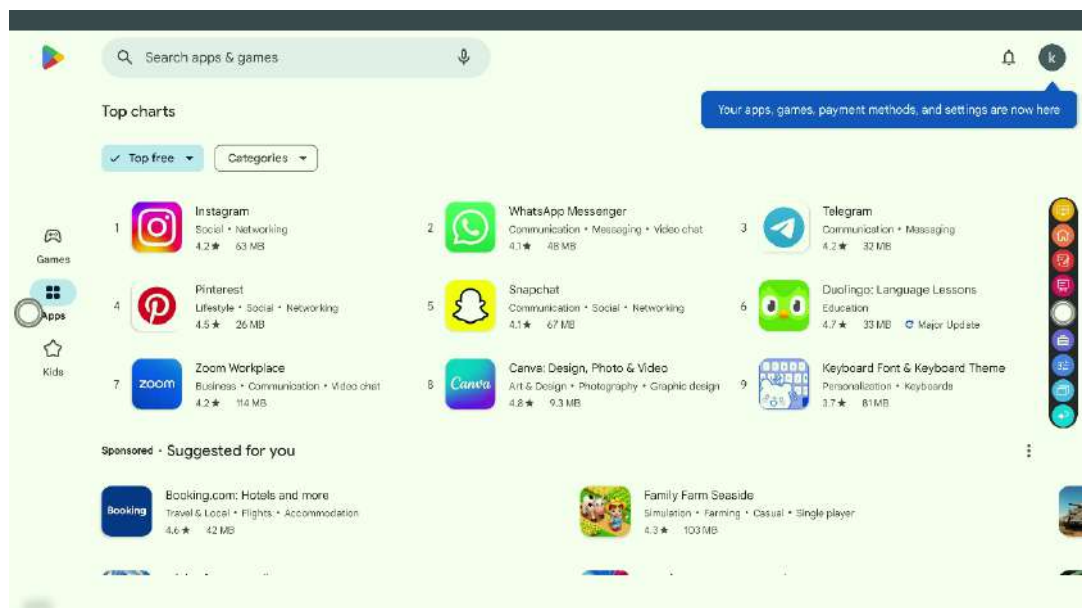 Search apps & games
k
Top charts
Your apps, games, payment methods, and settings are now here
Top free
Categories
Games
Apps
Kids
1
Instagram
Social • Networking
4.2★ 63 MB
2
WhatsApp Messenger
Communication • Messaging • Video chat
4.1★ 48 MB
3
Telegram
Communication • Messaging
4.2★ 32 MB
4
Pinterest
Lifestyle • Social • Networking
4.5★ 26 MB
5
Snapchat
Communication • Social • Networking
4.1★ 67 MB
6
Duolingo: Language Lessons
Education
4.7★ 33 MB Major Update
7
zoom
Zoom Workplace
Business • Communication • Video chat
4.2★ 114 MB
8
Canva
Canva: Design, Photo & Video
Art & Design • Photography • Graphic design
4.8★ 9.3 MB
9
Keyboard Font & Keyboard Theme
Personalization • Keyboards
3.7★ 81 MB
Sponsored · Suggested for you
Booking
Booking.com: Hotels and more
Travel & Local • Flights • Accommodation
4.6★ 42 MB
Family Farm Seaside
Simulation • Farming • Casual • Single player
4.3★ 103 MB